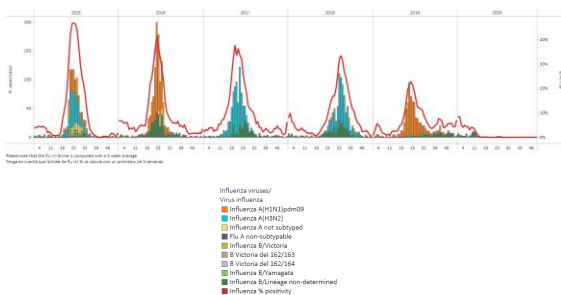 2015 2016 2017 2018 2019 2020
200
150
100
50
0
40%
30%
20%
10%
0%
Please note that the flu (+) % line is computed with a 3 week average
Tenga en cuenta que la linea de flu (+) % se calcula con un promedio de 3 semanas
Influenza viruses/
Virus influenza
Influenza A(H1N1)pdm09
Influenza A(H3N2)
Influenza A not subtyped
Flu A non-subtypable
Influenza B/Victoria
B Victoria del 162/163
B Victoria del 162/164
Influenza B/Yamagata
Influenza B/Lineage non-determined
Influenza % positivity